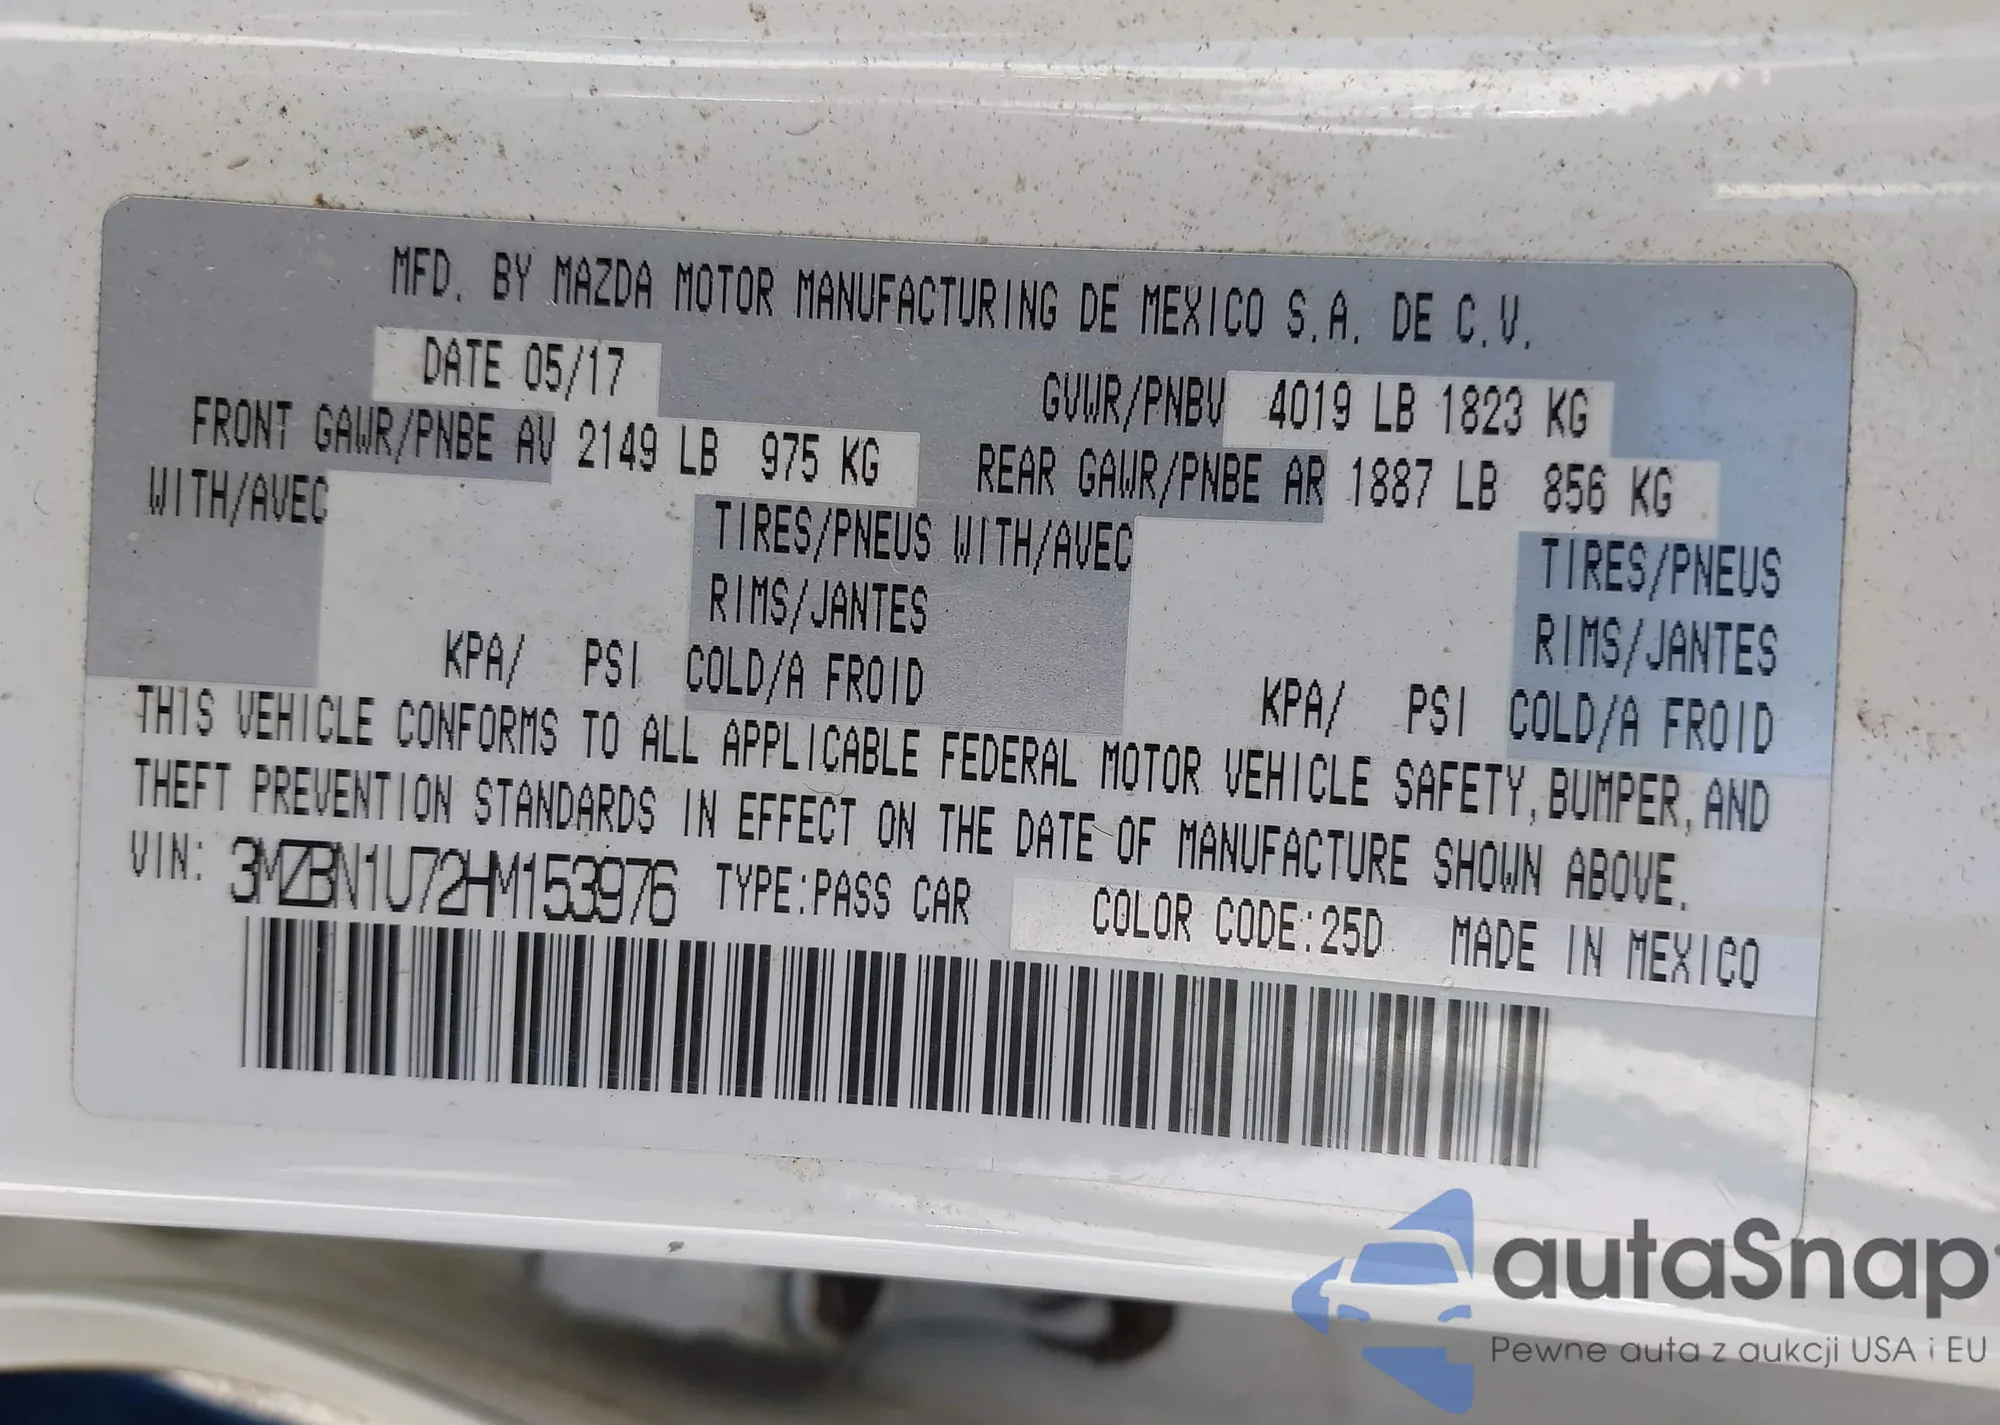 MFD. BY MAZDA MOTOR MANUFACTURING DE MEXICO S.A. DE C.V.
DATE 05/17
GVWR/PNBV 4019 LB 1823 KG
FRONT GAWR/PNBE AV 2149 LB 975 KG
REAR GAWR/PNBE AR 1887 LB 856 KG
WITH/AVEC
TIRES/PNEUS WITH/AVEC
TIRES/PNEUS
RIMS/JANTES
RIMS/JANTES
KPA/ PSI COLD/A FROID
KPA/ PSI COLD/A FROID
THIS VEHICLE CONFORMS TO ALL APPLICABLE FEDERAL MOTOR VEHICLE SAFETY,BUMPER,AND
THEFT PREVENTION STANDARDS IN EFFECT ON THE DATE OF MANUFACTURE SHOWN ABOVE.
VIN: 3MZBN1U72HM153976 TYPE:PASS CAR COLOR CODE:25D MADE IN MEXICO
autaSnap
Pewne auta z aukcji USA i EU